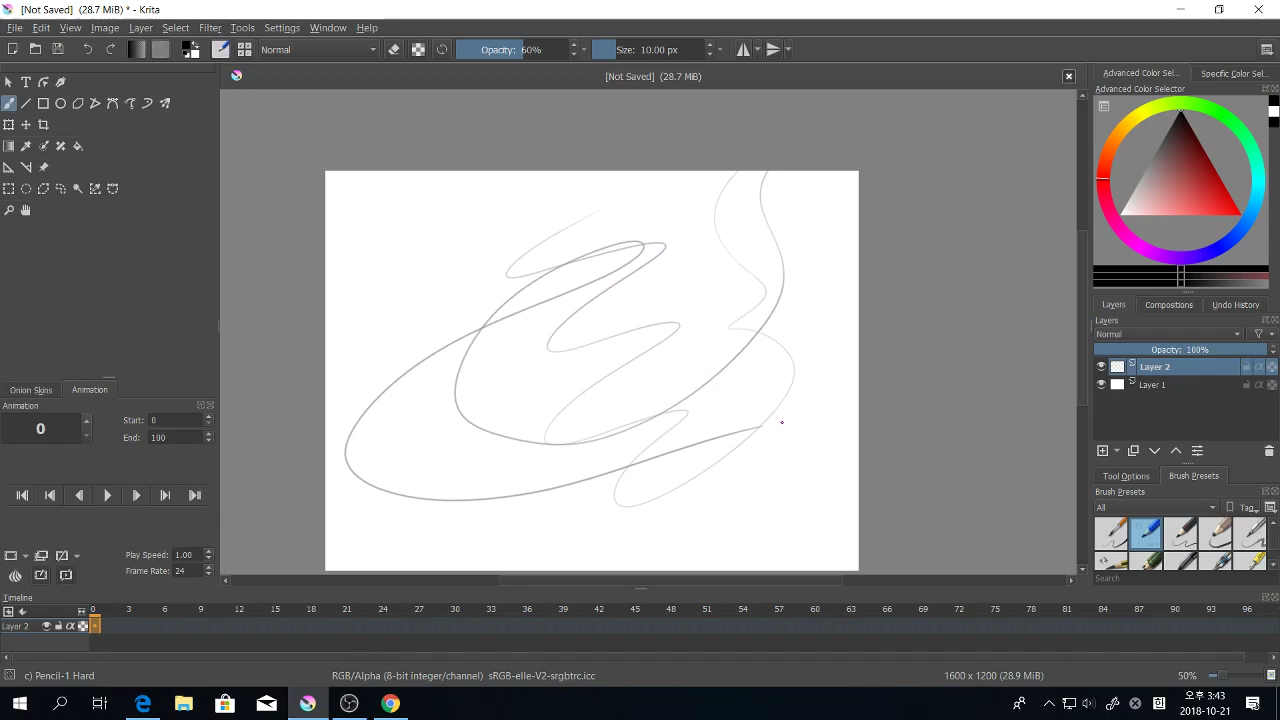 [Not Saved] (28.7 MiB) * - Krita
File Edit View Image Layer Select Filter Tools Settings Window Help
Normal Opacity: 60% Size: 10.00 px
[Not Saved] (28.7 MiB)
Advanced Color Sel... Specific Color Sel...
Advanced Color Selector
Layers Compositions Undo History
Layers
Normal
Opacity: 100%
Layer 2
Layer 1
Onion Skins Animation
Animation
0 Start: 0
End: 100
Tool Options Brush Presets
Brush Presets
All Tag
Search
Play Speed: 1.00
Frame Rate: 24
Timeline
0 3 6 9 12 15 18 21 24 27 30 33 36 39 42 45 48 51 54 57 60 63 66 69 72 75 78 81 84 87 90 93 96
Layer 2
c) Pencil-1 Hard RGB/Alpha (8-bit integer/channel) sRGB-elle-V2-srgbtrc.icc 1600 x 1200 (28.9 MiB) 50%
오후 3:43
2018-10-21